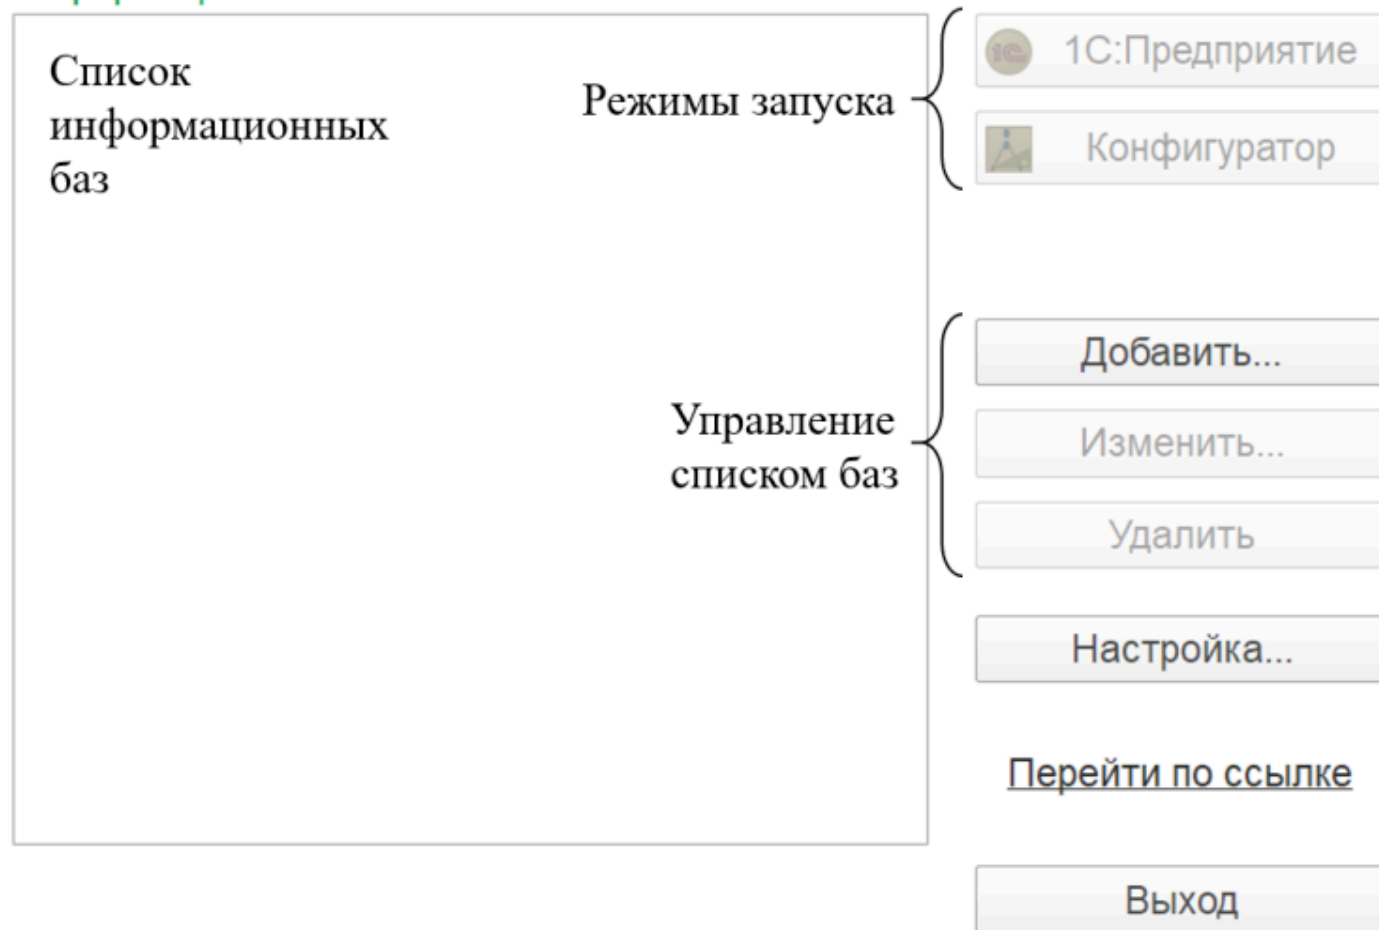 Список
информационных
баз
Режимы запуска
1С:Предприятие
Конфигуратор
Управление
списком баз
Добавить...
Изменить...
Удалить
Настройка...
Перейти по ссылке
Выход